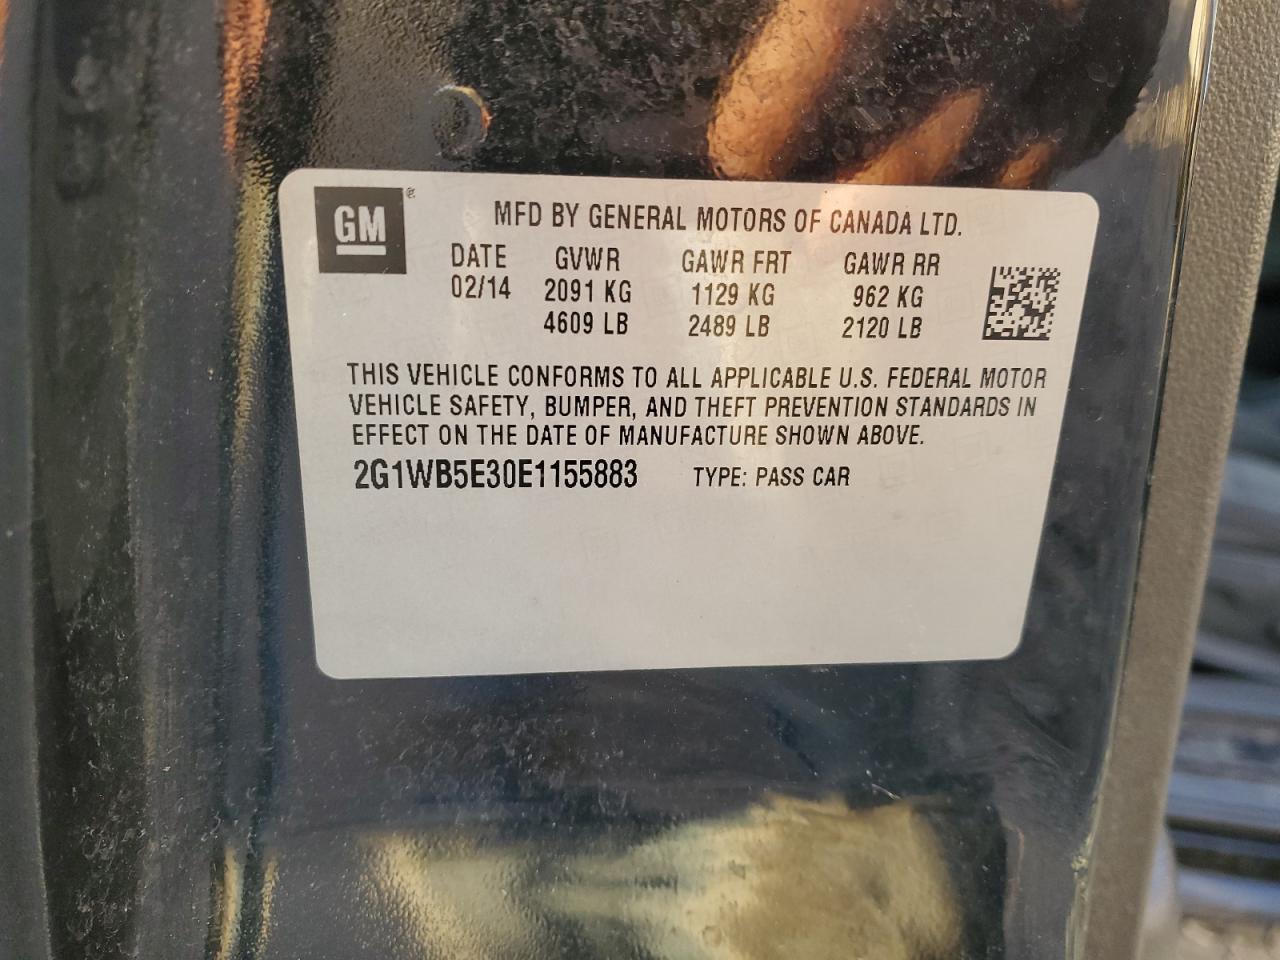 GM ®
MFD BY GENERAL MOTORS OF CANADA LTD.
DATE GVWR GAWR FRT GAWR RR
02/14 2091 KG 1129 KG 962 KG
4609 LB 2489 LB 2120 LB
THIS VEHICLE CONFORMS TO ALL APPLICABLE U.S. FEDERAL MOTOR
VEHICLE SAFETY, BUMPER, AND THEFT PREVENTION STANDARDS IN
EFFECT ON THE DATE OF MANUFACTURE SHOWN ABOVE.
2G1WB5E30E1155883 TYPE: PASS CAR